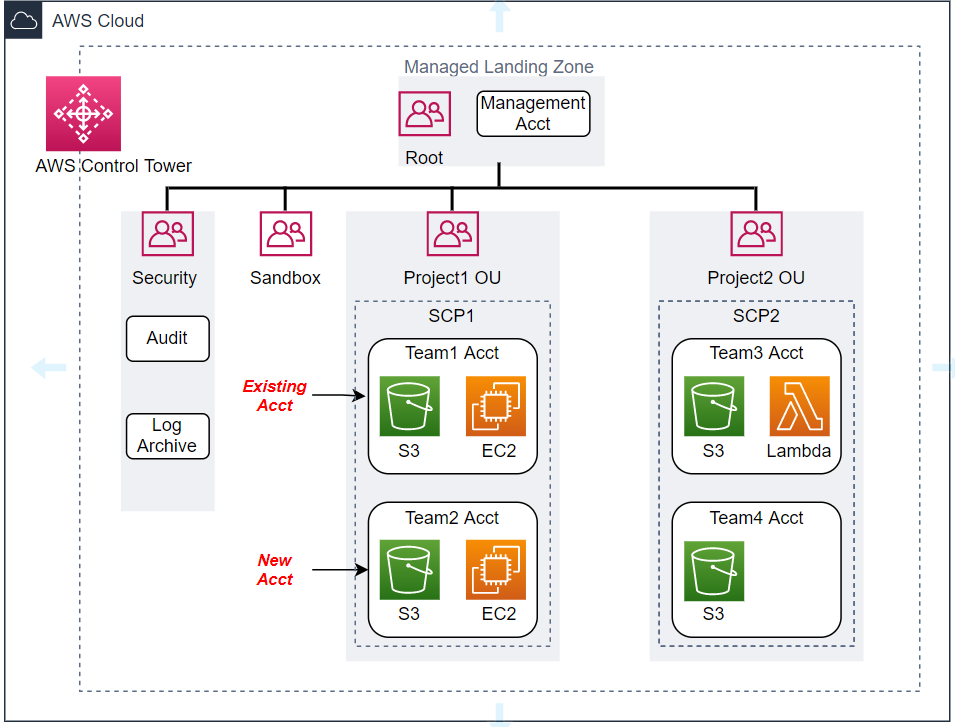 AWS Cloud
Managed Landing Zone
Management
Acct
Root
AWS Control Tower
Security
Sandbox
Project1 OU
Project2 OU
Audit
Log
Archive
SCP1
Team1 Acct
S3
EC2
Existing
Acct
Team2 Acct
S3
EC2
New
Acct
SCP2
Team3 Acct
S3
Lambda
Team4 Acct
S3